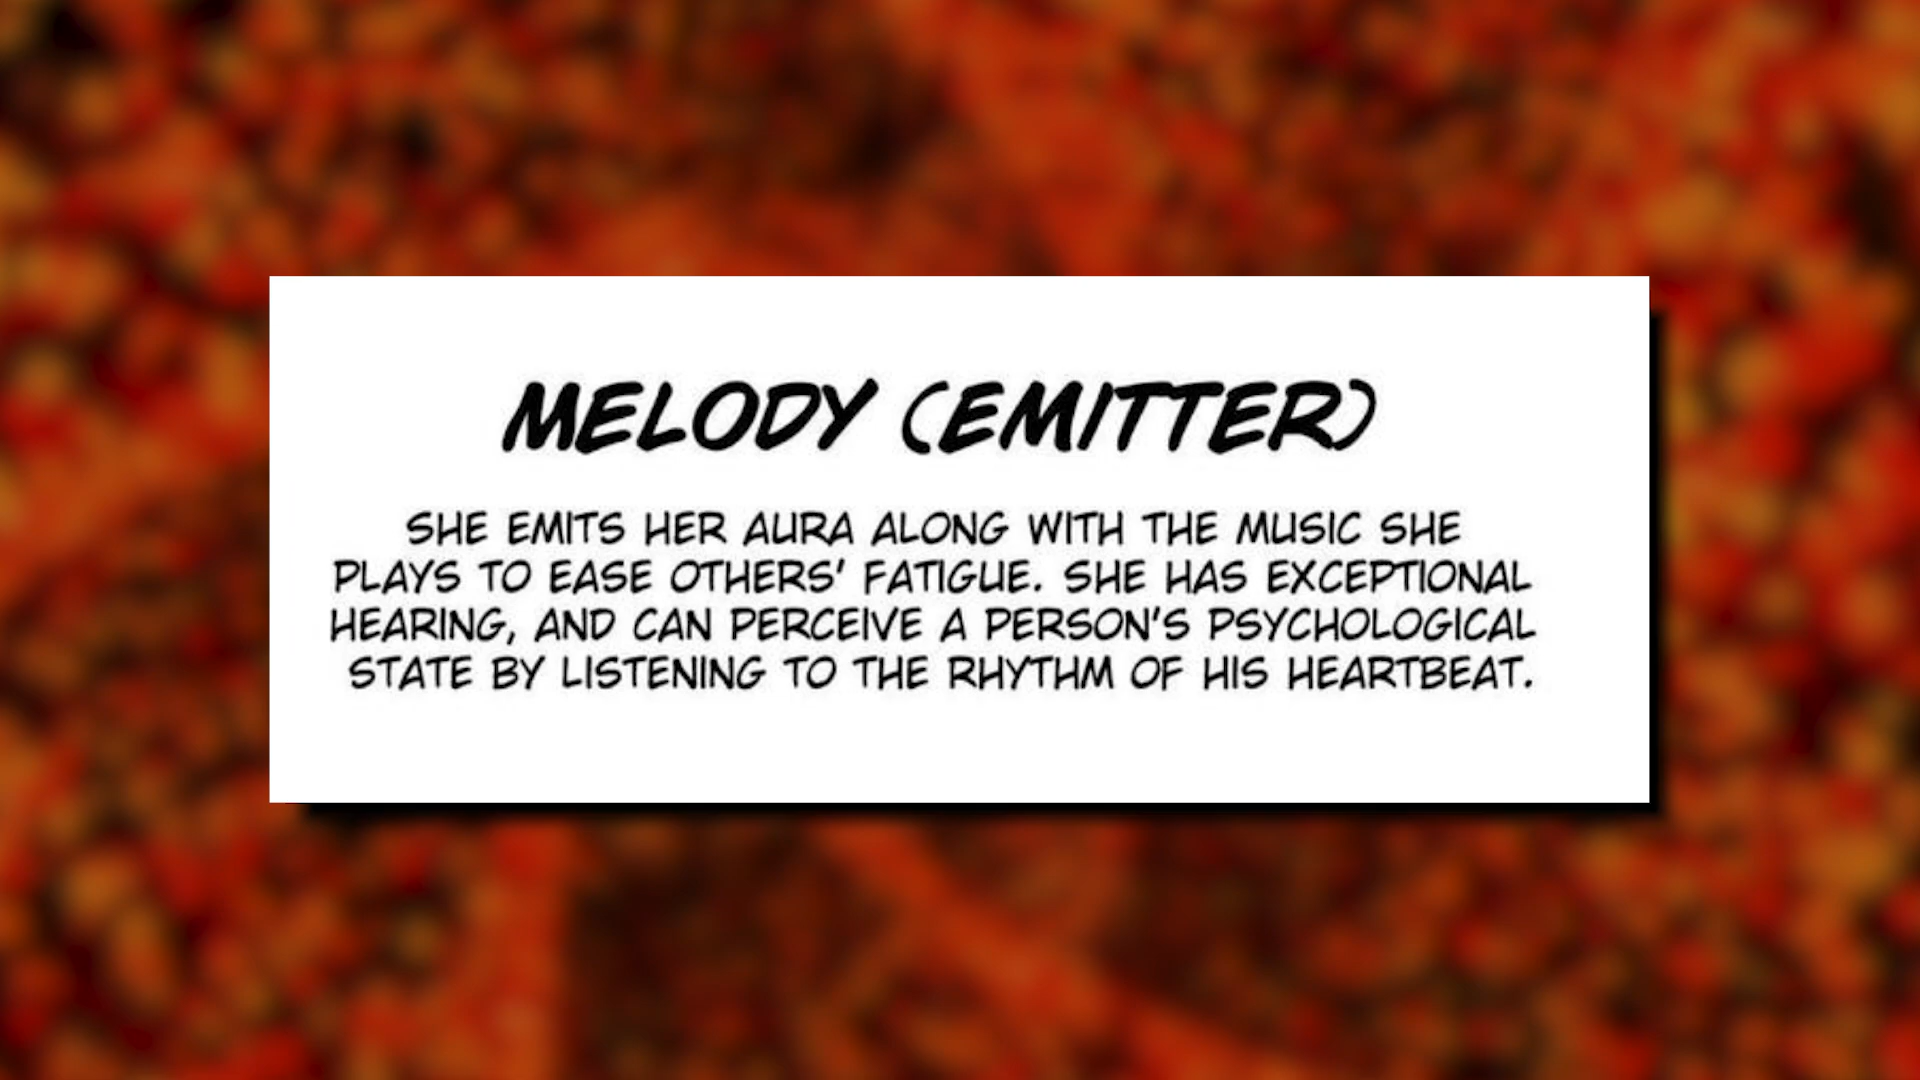 MELODY (EMITTER)
SHE EMITS HER AURA ALONG WITH THE MUSIC SHE
PLAYS TO EASE OTHERS' FATIGUE. SHE HAS EXCEPTIONAL
HEARING, AND CAN PERCEIVE A PERSON'S PSYCHOLOGICAL
STATE BY LISTENING TO THE RHYTHM OF HIS HEARTBEAT.